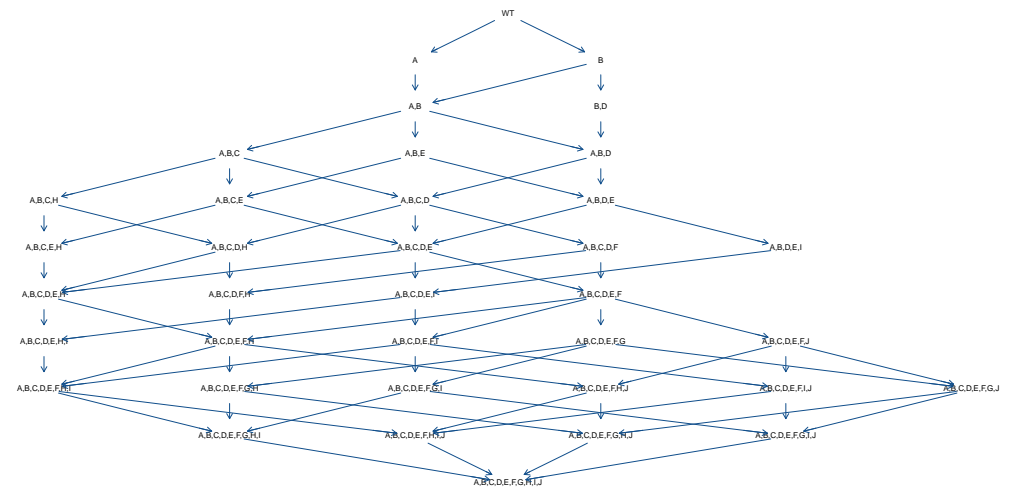 WT
A
B
A,B
B,D
A,B,C
A,B,E
A,B,D
A,B,C,H
A,B,C,E
A,B,C,D
A,B,D,E
A,B,C,E,H
A,B,C,D,H
A,B,C,D,E
A,B,C,D,F
A,B,D,E,I
A,B,C,D,E,H
A,B,C,D,F,H
A,B,C,D,E,I
A,B,C,D,E,F
A,B,C,D,E,H,I
A,B,C,D,E,F,H
A,B,C,D,E,F,I
A,B,C,D,E,F,G
A,B,C,D,E,F,J
A,B,C,D,E,F,H,I
A,B,C,D,E,F,G,H
A,B,C,D,E,F,G,I
A,B,C,D,E,F,H,J
A,B,C,D,E,F,I,J
A,B,C,D,E,F,G,J
A,B,C,D,E,F,G,H,I
A,B,C,D,E,F,H,I,J
A,B,C,D,E,F,G,H,J
A,B,C,D,E,F,G,I,J
A,B,C,D,E,F,G,H,I,J